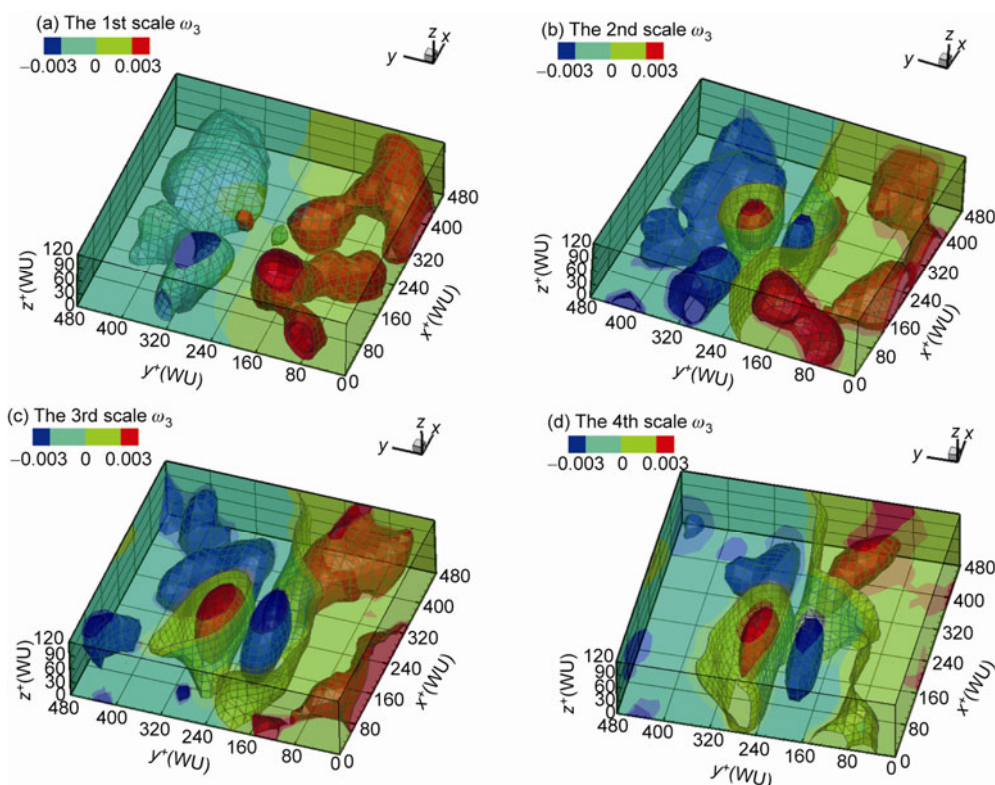 (a) The 1st scale ω₃
−0.003 0 0.003
z x
y
z⁺(WU)
120
90
60
30
0
480 400 320 240 160 80 0
y⁺(WU)
0 80 160 240 320 400 480
x⁺(WU)
(b) The 2nd scale ω₃
−0.003 0 0.003
z x
y
z⁺(WU)
120
90
60
30
0
480 400 320 240 160 80 0
y⁺(WU)
0 80 160 240 320 400 480
x⁺(WU)
(c) The 3rd scale ω₃
−0.003 0 0.003
z x
y
z⁺(WU)
120
90
60
30
0
480 400 320 240 160 80 0
y⁺(WU)
0 80 160 240 320 400 480
x⁺(WU)
(d) The 4th scale ω₃
−0.003 0 0.003
z x
y
z⁺(WU)
120
90
60
30
0
480 400 320 240 160 80 0
y⁺(WU)
0 80 160 240 320 400 480
x⁺(WU)